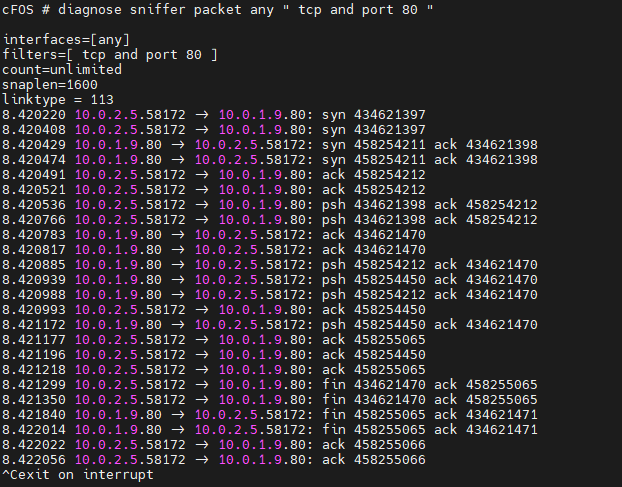 cFOS # diagnose sniffer packet any " tcp and port 80 "
interfaces=[any]
filters=[ tcp and port 80 ]
count=unlimited
snaplen=1600
linktype = 113
8.420220 10.0.2.5.58172 → 10.0.1.9.80: syn 434621397
8.420408 10.0.2.5.58172 → 10.0.1.9.80: syn 434621397
8.420429 10.0.1.9.80 → 10.0.2.5.58172: syn 458254211 ack 434621398
8.420474 10.0.1.9.80 → 10.0.2.5.58172: syn 458254211 ack 434621398
8.420491 10.0.2.5.58172 → 10.0.1.9.80: ack 458254212
8.420521 10.0.2.5.58172 → 10.0.1.9.80: ack 458254212
8.420536 10.0.2.5.58172 → 10.0.1.9.80: psh 434621398 ack 458254212
8.420766 10.0.2.5.58172 → 10.0.1.9.80: psh 434621398 ack 458254212
8.420783 10.0.1.9.80 → 10.0.2.5.58172: ack 434621470
8.420817 10.0.1.9.80 → 10.0.2.5.58172: ack 434621470
8.420885 10.0.1.9.80 → 10.0.2.5.58172: psh 458254212 ack 434621470
8.420939 10.0.1.9.80 → 10.0.2.5.58172: psh 458254450 ack 434621470
8.420988 10.0.1.9.80 → 10.0.2.5.58172: psh 458254212 ack 434621470
8.420993 10.0.2.5.58172 → 10.0.1.9.80: ack 458254450
8.421172 10.0.1.9.80 → 10.0.2.5.58172: psh 458254450 ack 434621470
8.421177 10.0.2.5.58172 → 10.0.1.9.80: ack 458255065
8.421196 10.0.2.5.58172 → 10.0.1.9.80: ack 458254450
8.421218 10.0.2.5.58172 → 10.0.1.9.80: ack 458255065
8.421299 10.0.2.5.58172 → 10.0.1.9.80: fin 434621470 ack 458255065
8.421350 10.0.2.5.58172 → 10.0.1.9.80: fin 434621470 ack 458255065
8.421840 10.0.1.9.80 → 10.0.2.5.58172: fin 458255065 ack 434621471
8.422014 10.0.1.9.80 → 10.0.2.5.58172: fin 458255065 ack 434621471
8.422022 10.0.2.5.58172 → 10.0.1.9.80: ack 458255066
8.422056 10.0.2.5.58172 → 10.0.1.9.80: ack 458255066
^Cexit on interrupt